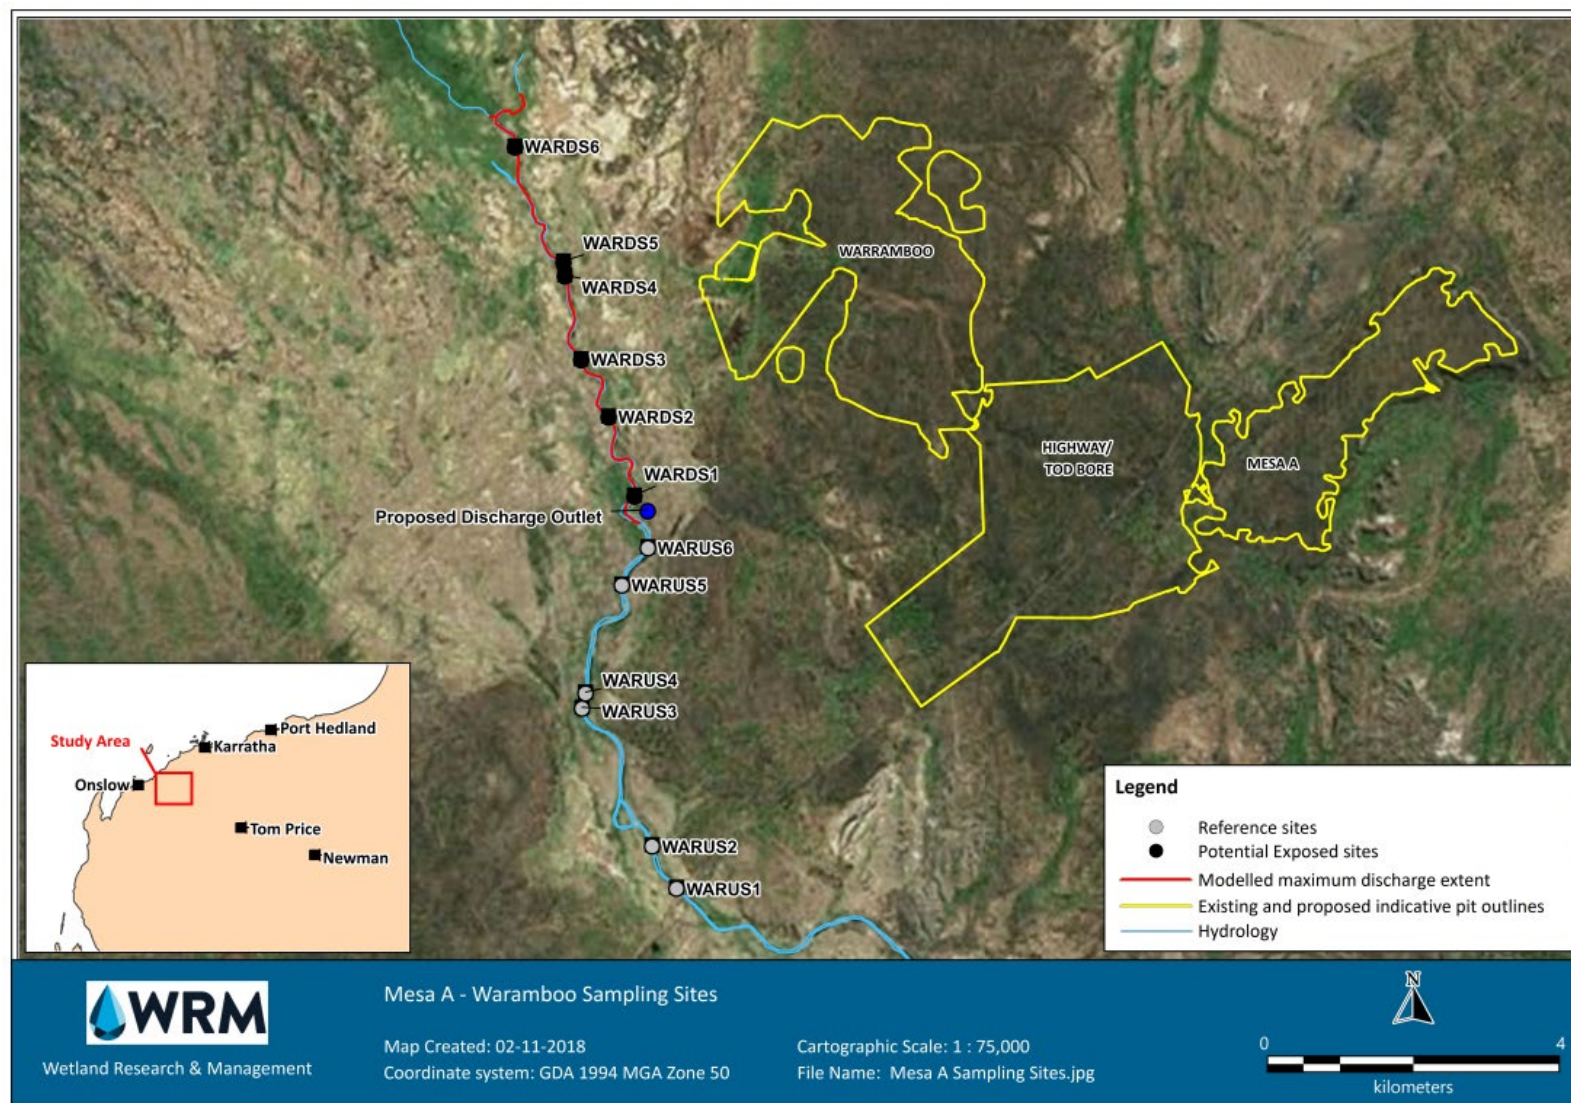 WARDS6
WARDS5
WARDS4
WARRAMBOO
WARDS3
WARDS2
HIGHWAY/
TOD BORE
MESA A
WARDS1
Proposed Discharge Outlet
WARUS6
WARUS5
WARUS4
WARUS3
WARUS2
WARUS1
Study Area
Port Hedland
Karratha
Onslow
Tom Price
Newman
Legend
Reference sites
Potential Exposed sites
Modelled maximum discharge extent
Existing and proposed indicative pit outlines
Hydrology
WRM
Wetland Research & Management
Mesa A - Waramboo Sampling Sites
Map Created: 02-11-2018
Coordinate system: GDA 1994 MGA Zone 50
Cartographic Scale: 1 : 75,000
File Name: Mesa A Sampling Sites.jpg
N
0 4
kilometers